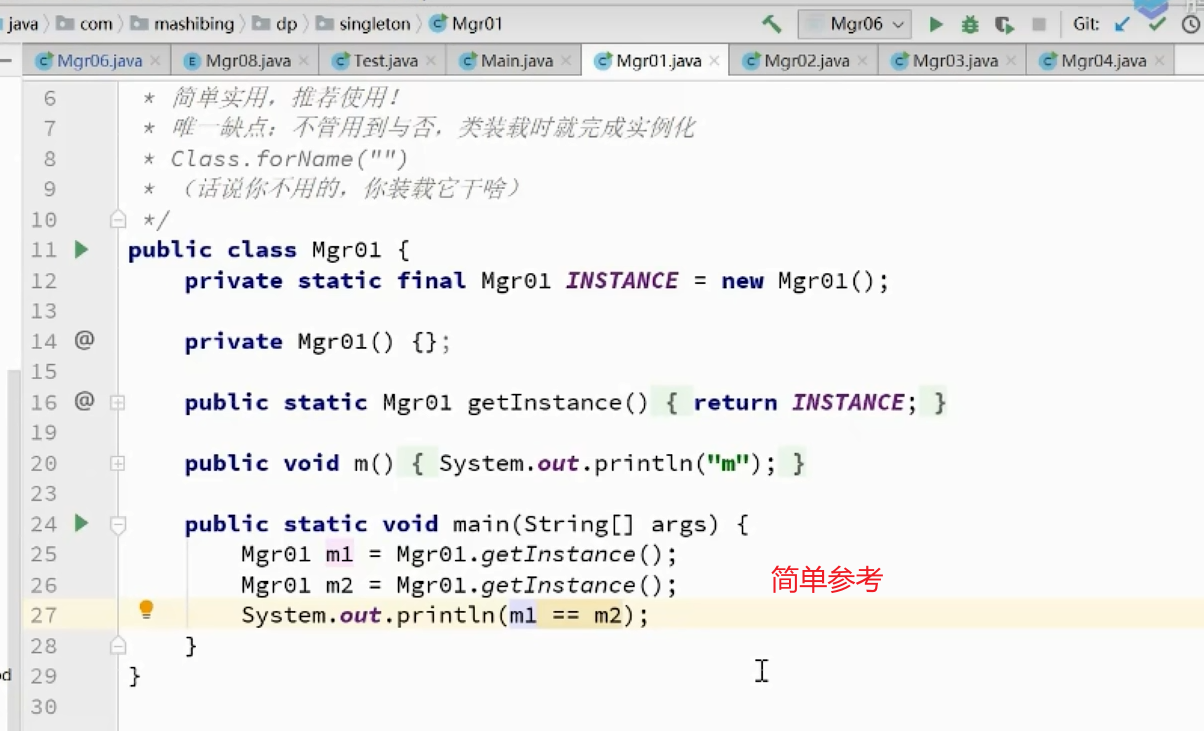 java com mashibing dp singleton Mgr01 Mgr06 Git:
Mgr06.java Mgr08.java Test.java Main.java Mgr01.java Mgr02.java Mgr03.java Mgr04.java
6 * 简单实用，推荐使用！
7 * 唯一缺点：不管用到与否，类装载时就完成实例化
8 * Class.forName("")
9 * （话说你不用的，你装载它干啥）
10 */
11 public class Mgr01 {
12 private static final Mgr01 INSTANCE = new Mgr01();
13
14 @ private Mgr01() {};
15
16 @ public static Mgr01 getInstance() { return INSTANCE; }
19
20 public void m() { System.out.println("m"); }
23
24 public static void main(String[] args) {
25 Mgr01 m1 = Mgr01.getInstance();
26 Mgr01 m2 = Mgr01.getInstance();
简单参考
27 System.out.println(m1 == m2);
28 }
29 }
30